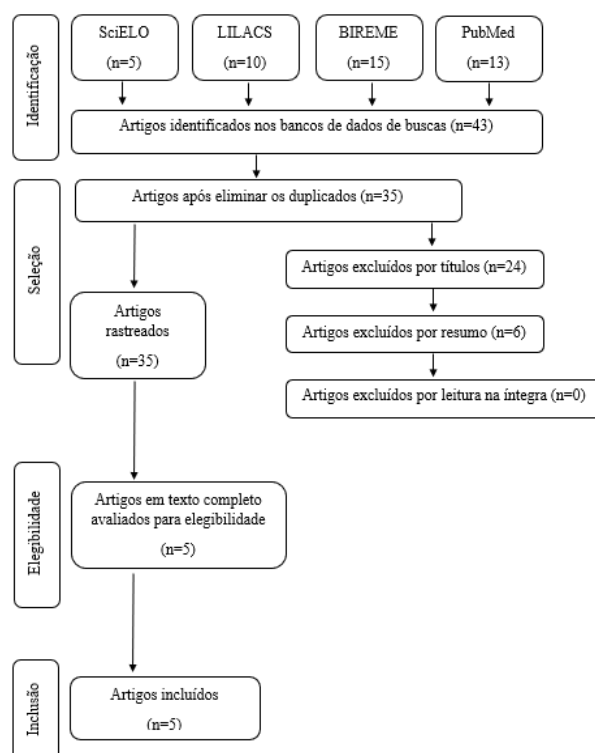 Identificação
SciELO
(n=5)
LILACS
(n=10)
BIREME
(n=15)
PubMed
(n=13)
Artigos identificados nos bancos de dados de buscas (n=43)
Seleção
Artigos após eliminar os duplicados (n=35)
Artigos
rastreados
(n=35)
Artigos excluídos por títulos (n=24)
Artigos excluídos por resumo (n=6)
Artigos excluídos por leitura na íntegra (n=0)
Elegibilidade
Artigos em texto completo
avaliados para elegibilidade
(n=5)
Inclusão
Artigos incluídos
(n=5)